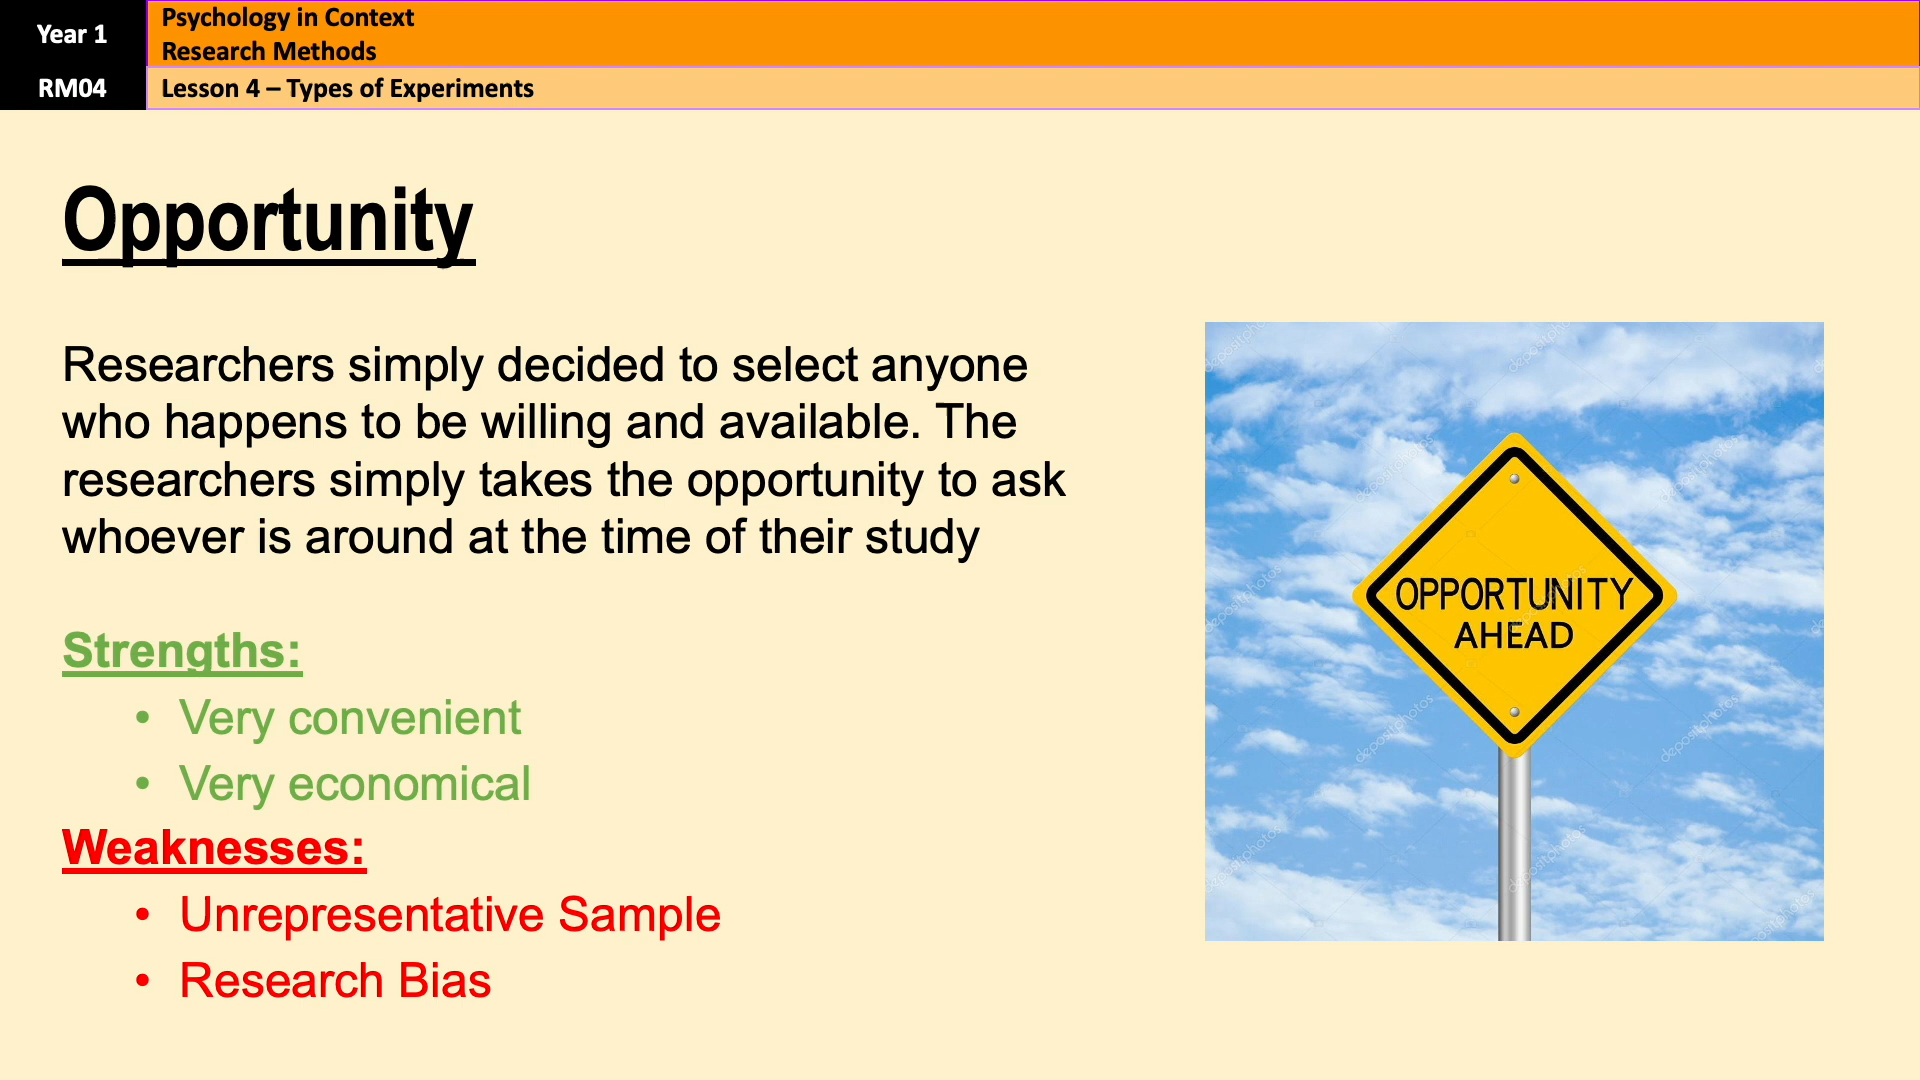 Year 1
Psychology in Context
Research Methods
RM04
Lesson 4 – Types of Experiments
Opportunity
Researchers simply decided to select anyone
who happens to be willing and available. The
researchers simply takes the opportunity to ask
whoever is around at the time of their study
OPPORTUNITY
AHEAD
Strengths:
• Very convenient
• Very economical
Weaknesses:
• Unrepresentative Sample
• Research Bias
depositphotos